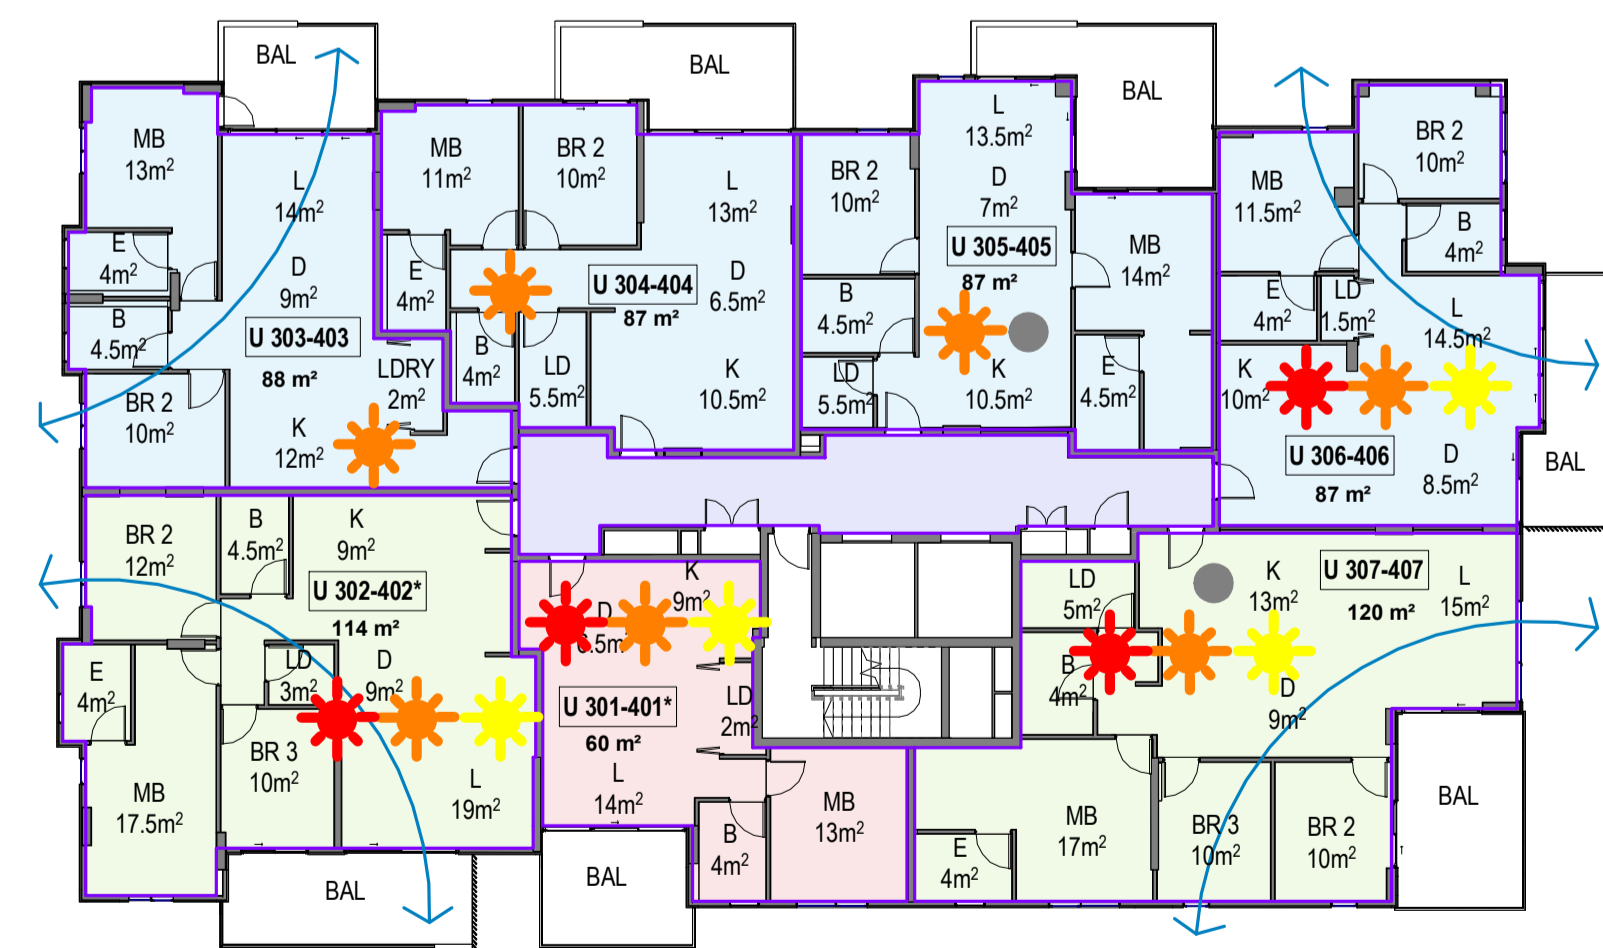 BAL
BAL
BAL
MB
13m²
E
4m²
B
4.5m²
BR 2
10m²
L
14m²
D
9m²
U 303-403
88 m²
LDRY
2m²
K
12m²
MB
11m²
BR 2
10m²
E
4m²
B
4m²
LD
5.5m²
L
13m²
U 304-404
87 m²
D
6.5m²
K
10.5m²
BR 2
10m²
B
4.5m²
LD
5.5m²
L
13.5m²
D
7m²
U 305-405
87 m²
K
10.5m²
MB
14m²
E
4.5m²
MB
11.5m²
BR 2
10m²
B
4m²
E
4m²
LD
1.5m²
L
14.5m²
K
10m²
U 306-406
87 m²
D
8.5m²
BAL
BR 2
12m²
B
4.5m²
K
9m²
U 302-402*
114 m²
E
4m²
LD
3m²
D
9m²
MB
17.5m²
BR 3
10m²
L
19m²
BAL
K
9m²
D
6.5m²
U 301-401*
60 m²
LD
2m²
L
14m²
B
4m²
MB
13m²
BAL
LD
5m²
K
13m²
U 307-407
120 m²
L
15m²
B
4m²
D
9m²
MB
17m²
E
4m²
BR 3
10m²
BR 2
10m²
BAL